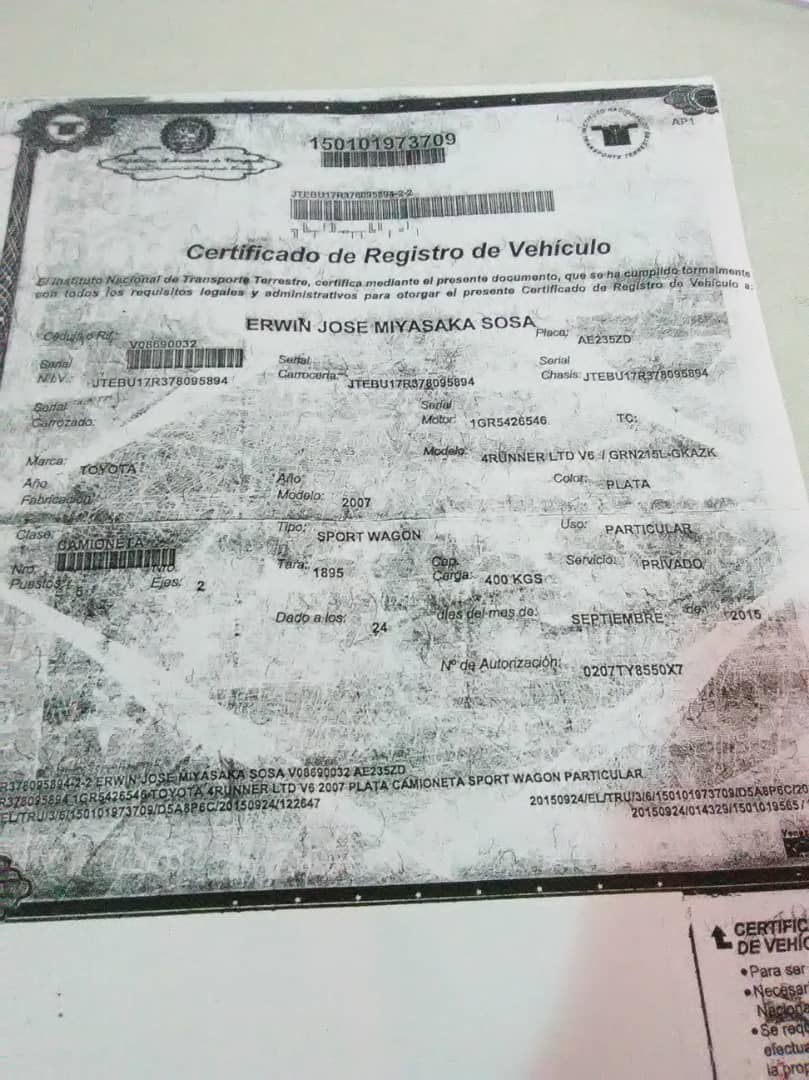 150101973709
AP1
INSTITUTO NACIONAL
TRANSPORTE TERRESTRE
JTEBU17R378095894-2-2
Certificado de Registro de Vehículo
El Instituto Nacional de Transporte Terrestre, certifica mediante el presente documento, que se ha cumplido formalmente
con todos los requisitos legales y administrativos para otorgar el presente Certificado de Registro de Vehículo a:
ERWIN JOSE MIYASAKA SOSA
Cédula o Rif: V08690032 Placa: AE235ZD
Serial N.I.V.: JTEBU17R378095894 Serial Carrocería: JTEBU17R378095894 Serial Chasis: JTEBU17R378095894
Serial Carrozado: Serial Motor: 1GR5426546 TC:
Marca: TOYOTA Modelo: 4RUNNER LTD V6 / GRN215L-GKAZK
Año Fabricación: Año Modelo: 2007 Color: PLATA
Clase: CAMIONETA Tipo: SPORT WAGON Uso: PARTICULAR
Nro. Puestos: 5 Nro. Ejes: 2 Tara: 1895 Cap. Carga: 400 KGS Servicio: PRIVADO
Dado a los: 24 días del mes de: SEPTIEMBRE de: 2015
Nº de Autorización: 0207TY8550X7
R378095894-2-2 ERWIN JOSE MIYASAKA SOSA V08690032 AE235ZD
R378095894 1GR5426546 TOYOTA 4RUNNER LTD V6 2007 PLATA CAMIONETA SPORT WAGON PARTICULAR
EL/TRU/3/6/150101973709/D5A8P6C/20150924/122647
20150924/EL/TRU/3/6/150101973709/D5A8P6C/20
20150924/014329/1501019565/1
CERTIFIC
DE VEHÍC
• Para ser
• Necesar
Naciona
• Se requ
efectua
la prop